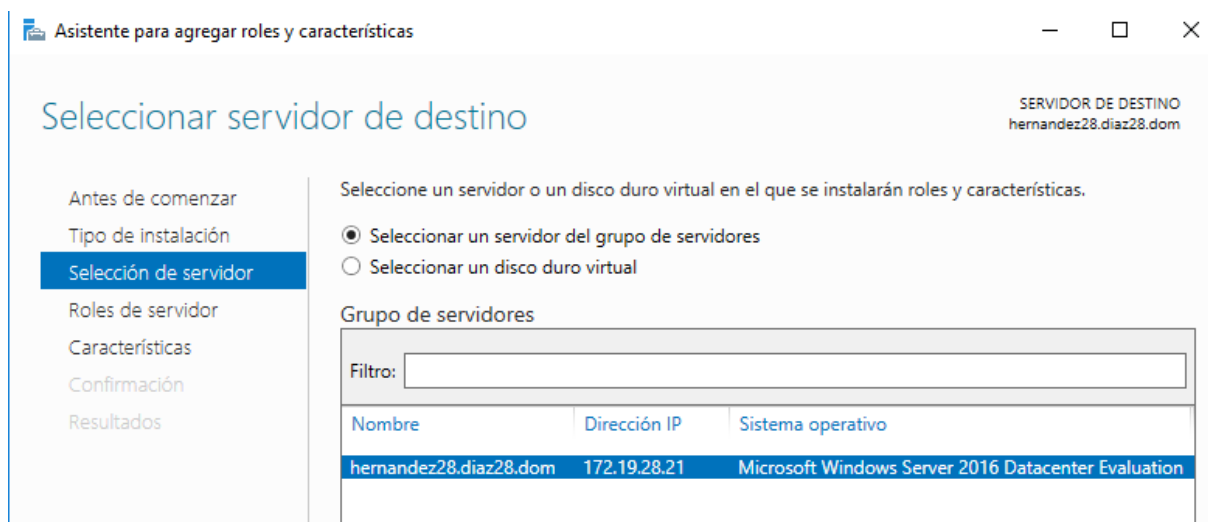 Asistente para agregar roles y características
Seleccionar servidor de destino
SERVIDOR DE DESTINO
hernandez28.diaz28.dom
Antes de comenzar
Tipo de instalación
Selección de servidor
Roles de servidor
Características
Confirmación
Resultados
Seleccione un servidor o un disco duro virtual en el que se instalarán roles y características.
Seleccionar un servidor del grupo de servidores
Seleccionar un disco duro virtual
Grupo de servidores
Filtro:
Nombre Dirección IP Sistema operativo
hernandez28.diaz28.dom 172.19.28.21 Microsoft Windows Server 2016 Datacenter Evaluation